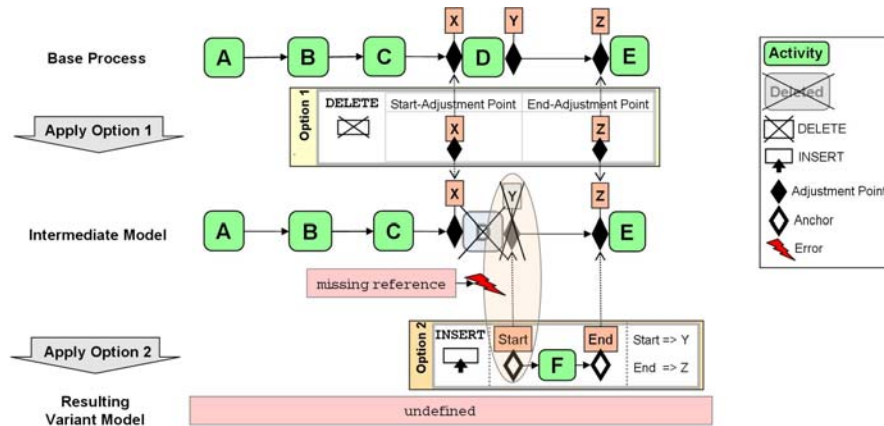 X Y Z
Base Process A B C D E
Option 1 DELETE Start-Adjustment Point End-Adjustment Point
Apply Option 1
X Z
X Y Z
Intermediate Model A B C E
missing reference
Option 2 INSERT Start End Start => Y
F End => Z
Apply Option 2
Resulting
Variant Model
undefined
Activity
Deleted
DELETE
INSERT
Adjustment Point
Anchor
Error